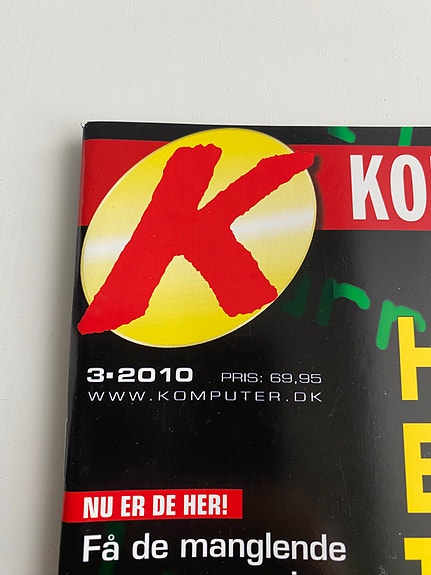 K
KO
3▪2010 PRIS: 69,95
WWW.KOMPUTER.DK
NU ER DE HER!
Få de manglende
H
E